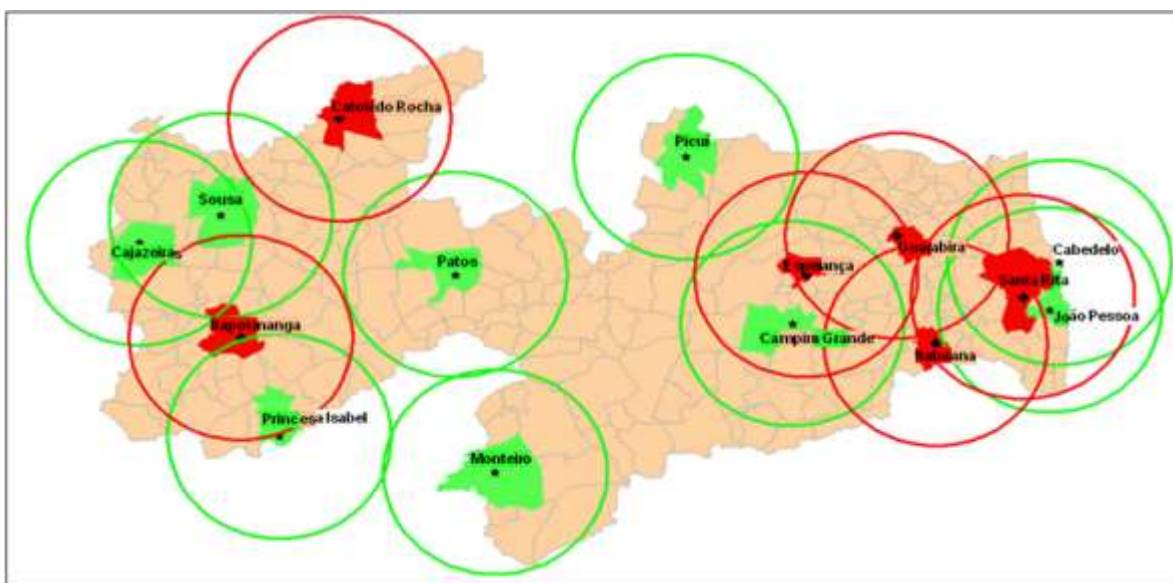 Catolé do Rocha
Picuí
Sousa
Cajazeiras
Patos
Guarabira
Cabedelo
Esperança
Santa Rita
João Pessoa
Campina Grande
Itabaiana
Itaporanga
Princesa Isabel
Monteiro